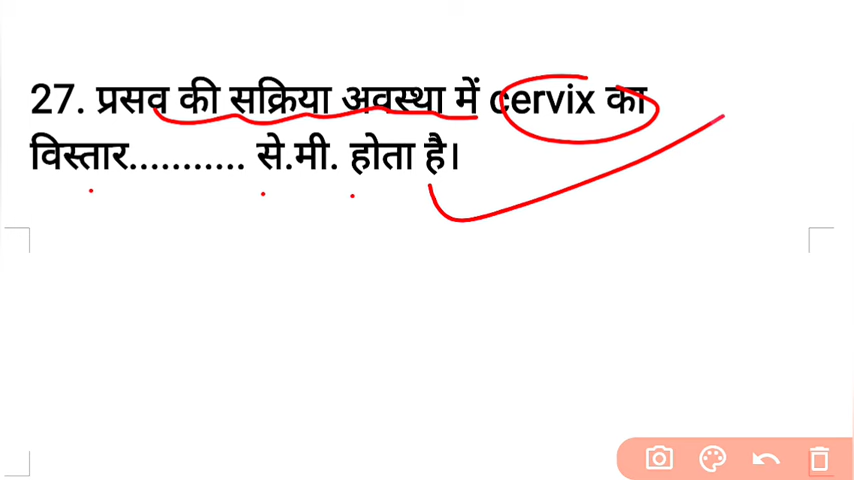 27. प्रसव की सक्रिया अवस्था में cervix का
विस्तार........... से.मी. होता है।